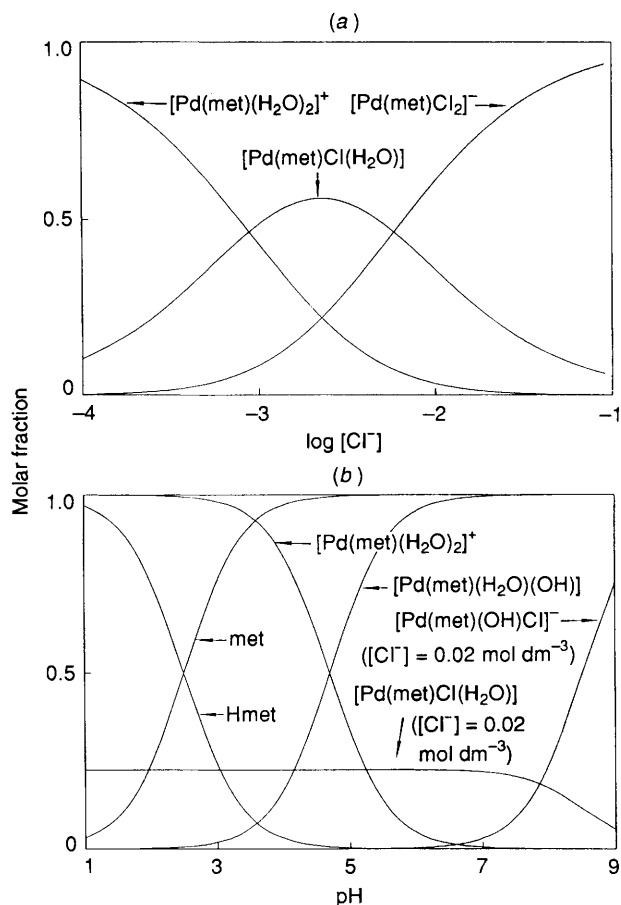 (a)
1.0
[Pd(met)(H₂O)₂]⁺ [Pd(met)Cl₂]⁻
[Pd(met)Cl(H₂O)]
0.5
0
−4 −3 −2 −1
log [Cl⁻]
Molar fraction
(b)
1.0
[Pd(met)(H₂O)₂]⁺
[Pd(met)(H₂O)(OH)]
[Pd(met)(OH)Cl]⁻
([Cl⁻] = 0.02 mol dm⁻³)
met
0.5
[Pd(met)Cl(H₂O)]
Hmet
([Cl⁻] = 0.02
mol dm⁻³)
0
1 3 5 7 9
pH